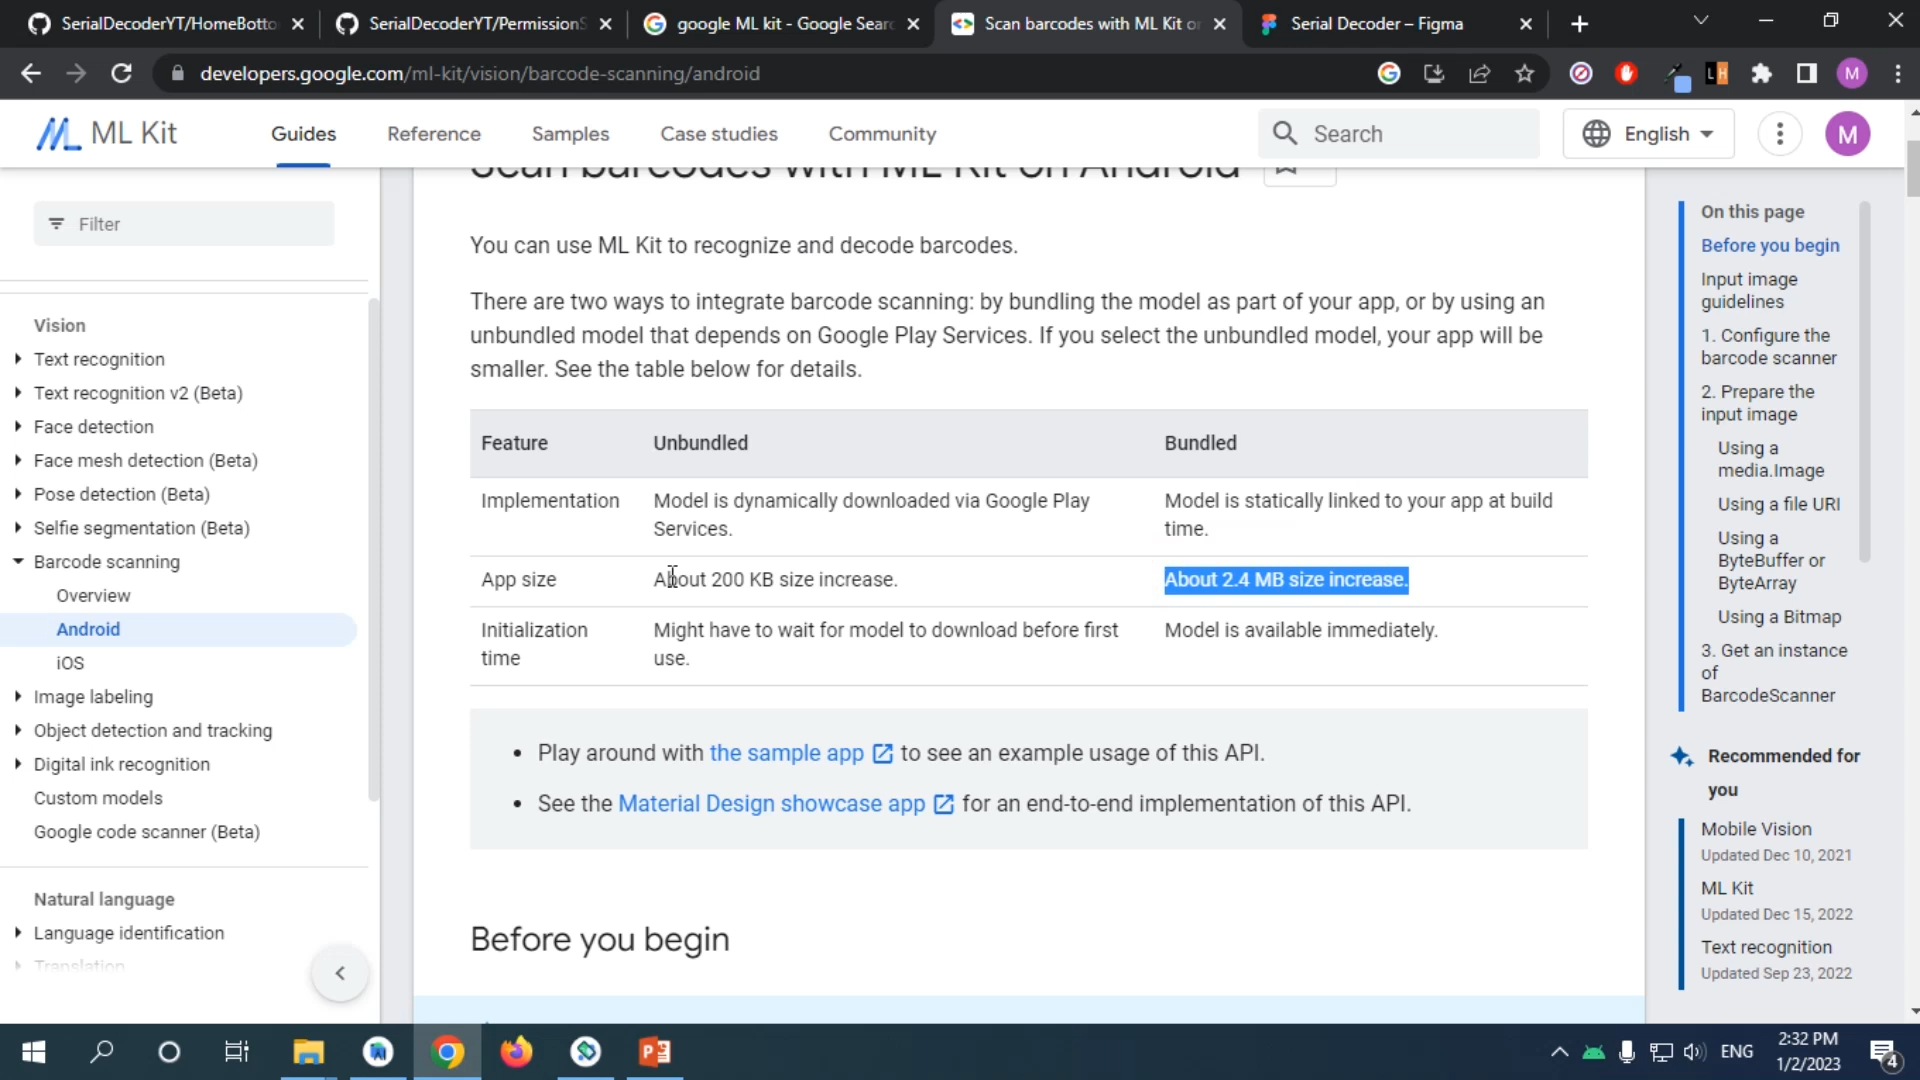 SerialDecoderYT/HomeBotto
SerialDecoderYT/PermissionS
google ML kit - Google Searc
Scan barcodes with ML Kit or
Serial Decoder – Figma
developers.google.com/ml-kit/vision/barcode-scanning/android
LH
M
ML Kit
Guides
Reference
Samples
Case studies
Community
Search
English
M
Scan barcodes with ML Kit on Android
Filter
Vision
Text recognition
Text recognition v2 (Beta)
Face detection
Face mesh detection (Beta)
Pose detection (Beta)
Selfie segmentation (Beta)
Barcode scanning
Overview
Android
iOS
Image labeling
Object detection and tracking
Digital ink recognition
Custom models
Google code scanner (Beta)
Natural language
Language identification
Translation
You can use ML Kit to recognize and decode barcodes.
There are two ways to integrate barcode scanning: by bundling the model as part of your app, or by using an
unbundled model that depends on Google Play Services. If you select the unbundled model, your app will be
smaller. See the table below for details.
Feature
Unbundled
Bundled
Implementation
Model is dynamically downloaded via Google Play
Services.
Model is statically linked to your app at build
time.
App size
About 200 KB size increase.
About 2.4 MB size increase.
Initialization
time
Might have to wait for model to download before first
use.
Model is available immediately.
• Play around with the sample app to see an example usage of this API.
• See the Material Design showcase app for an end-to-end implementation of this API.
Before you begin
On this page
Before you begin
Input image
guidelines
1. Configure the
barcode scanner
2. Prepare the
input image
Using a
media.Image
Using a file URI
Using a
ByteBuffer or
ByteArray
Using a Bitmap
3. Get an instance
of
BarcodeScanner
Recommended for
you
Mobile Vision
Updated Dec 10, 2021
ML Kit
Updated Dec 15, 2022
Text recognition
Updated Sep 23, 2022
ENG
2:32 PM
1/2/2023
4